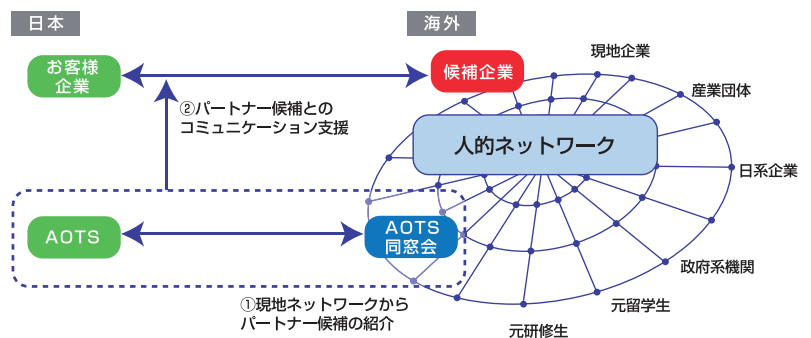 日本
海外
お客様
企業
候補企業
現地企業
産業団体
②パートナー候補との
コミュニケーション支援
人的ネットワーク
日系企業
AOTS
AOTS
同窓会
政府系機関
①現地ネットワークから
パートナー候補の紹介
元留学生
元研修生